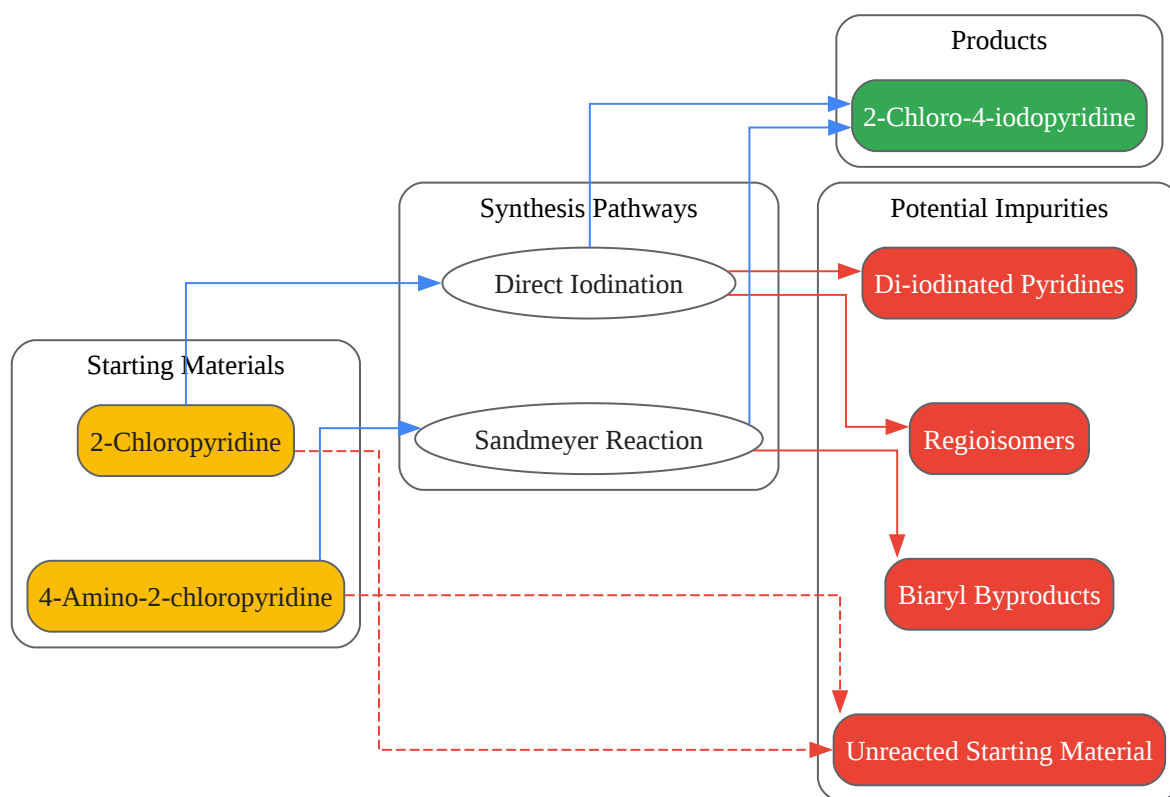 Products
2-Chloro-4-iodopyridine
Synthesis Pathways
Direct Iodination
Sandmeyer Reaction
Potential Impurities
Di-iodinated Pyridines
Regioisomers
Biaryl Byproducts
Unreacted Starting Material
Starting Materials
2-Chloropyridine
4-Amino-2-chloropyridine